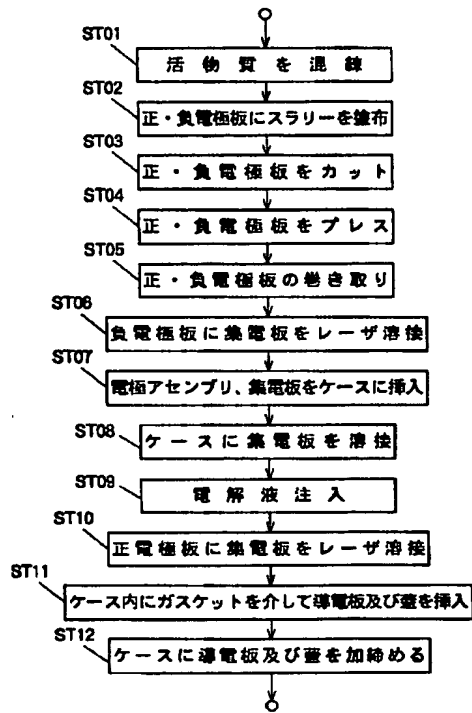 ST01
活物質を混練
ST02
正・負電極板にスラリーを塗布
ST03
正・負電極板をカット
ST04
正・負電極板をプレス
ST05
正・負電極板の巻き取り
ST06
負電極板に集電板をレーザ溶接
ST07
電極アセンブリ、集電板をケースに挿入
ST08
ケースに集電板を溶接
ST09
電解液注入
ST10
正電極板に集電板をレーザ溶接
ST11
ケース内にガスケットを介して導電板及び蓋を挿入
ST12
ケースに導電板及び蓋を加締める